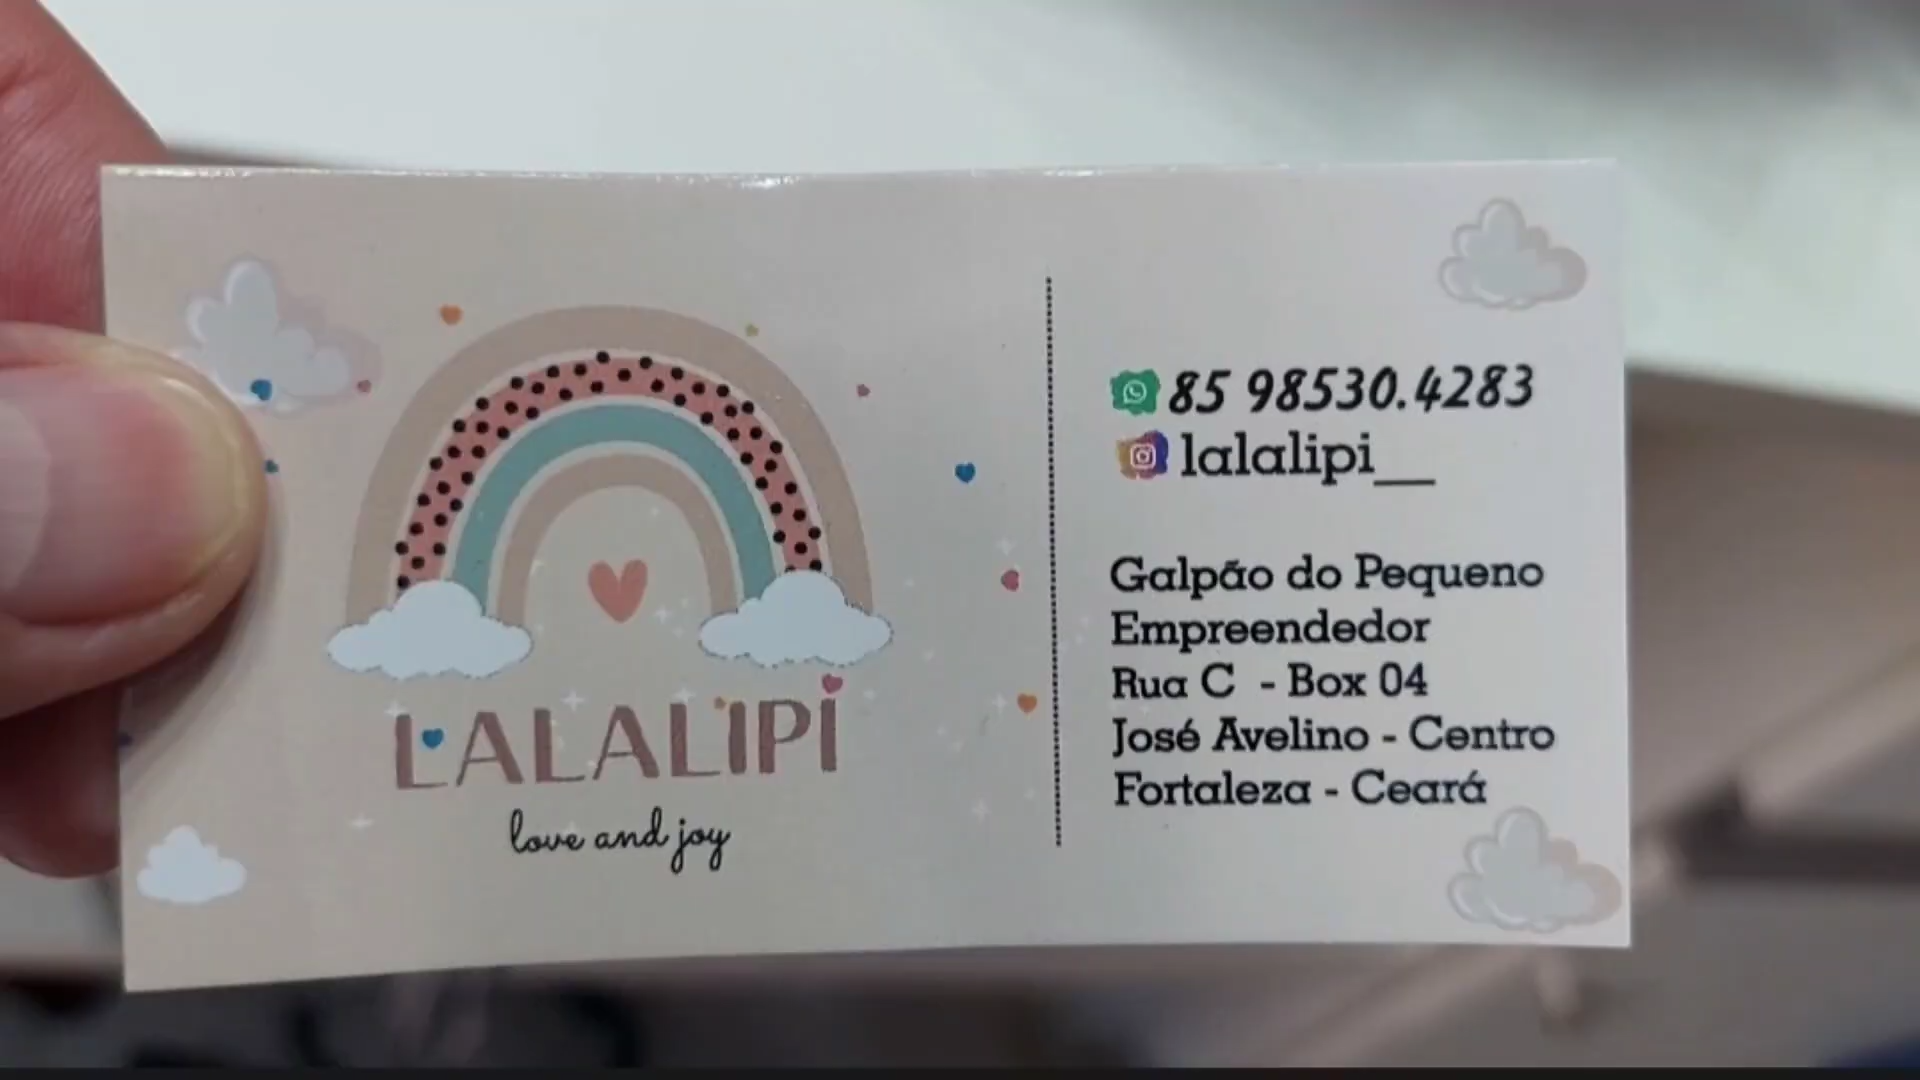 LALALIPI
love and joy
85 98530.4283
lalalipi__
Galpão do Pequeno
Empreendedor
Rua C - Box 04
José Avelino - Centro
Fortaleza - Ceará